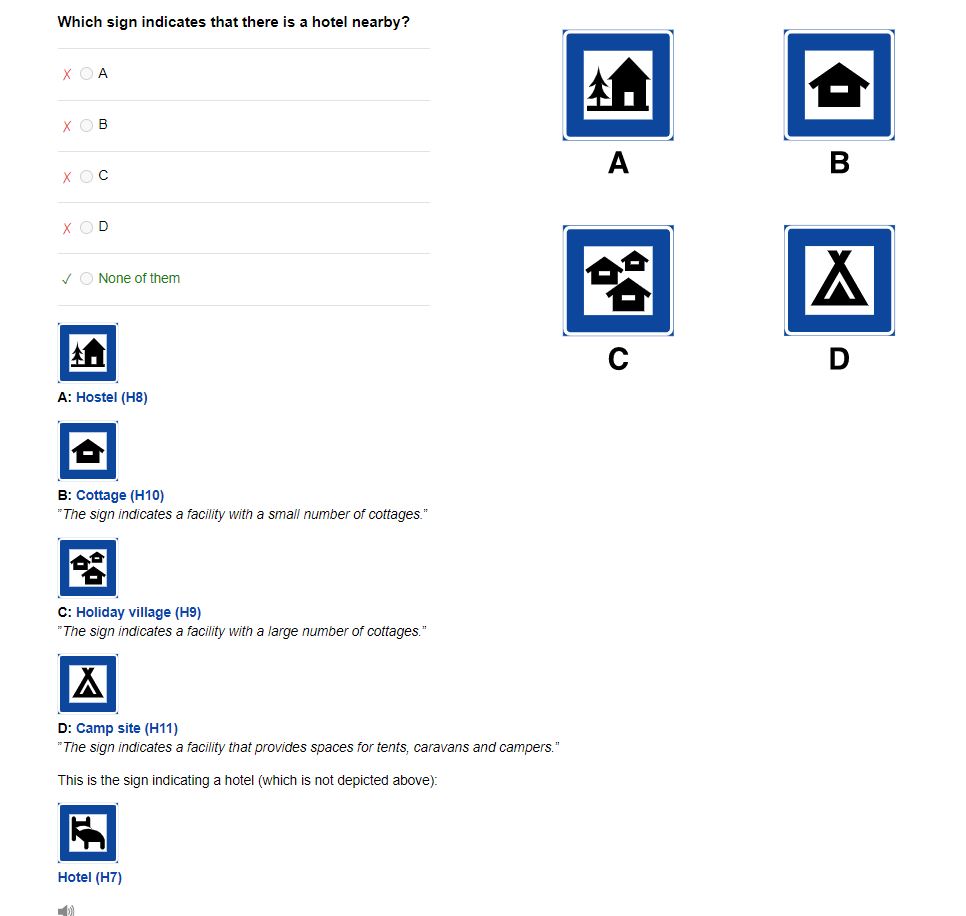 Which sign indicates that there is a hotel nearby?
A
B
C
D
None of them
A
B
C
D
A: Hostel (H8)
B: Cottage (H10)
"The sign indicates a facility with a small number of cottages."
C: Holiday village (H9)
"The sign indicates a facility with a large number of cottages."
D: Camp site (H11)
"The sign indicates a facility that provides spaces for tents, caravans and campers."
This is the sign indicating a hotel (which is not depicted above):
Hotel (H7)